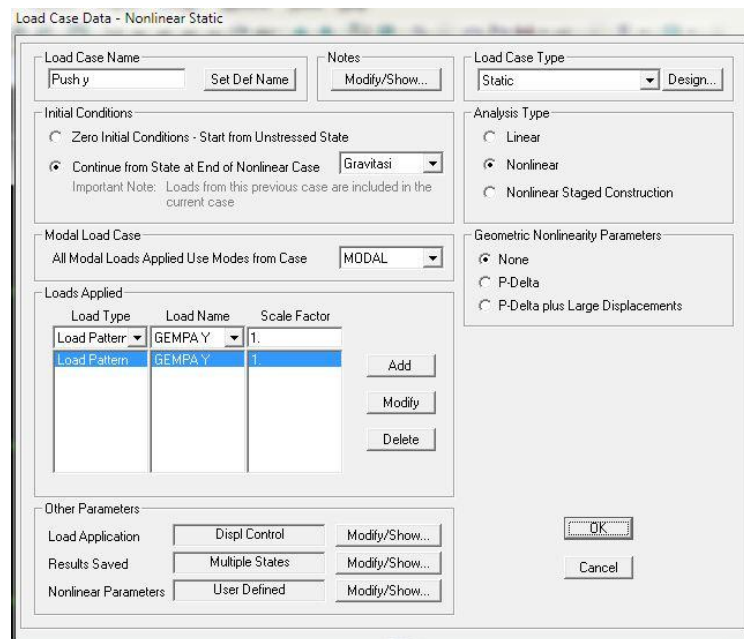 Load Case Data - Nonlinear Static
Load Case Name
Push y
Set Def Name
Notes
Modify/Show...
Load Case Type
Static
Design...
Initial Conditions
Zero Initial Conditions - Start from Unstressed State
Continue from State at End of Nonlinear Case
Gravitasi
Important Note: Loads from this previous case are included in the
current case
Analysis Type
Linear
Nonlinear
Nonlinear Staged Construction
Modal Load Case
All Modal Loads Applied Use Modes from Case
MODAL
Geometric Nonlinearity Parameters
None
P-Delta
P-Delta plus Large Displacements
Loads Applied
Load Type Load Name Scale Factor
Load Pattern GEMPA Y 1.
Load Pattern GEMPA Y 1.
Add
Modify
Delete
Other Parameters
Load Application Displ Control Modify/Show...
Results Saved Multiple States Modify/Show...
Nonlinear Parameters User Defined Modify/Show...
OK
Cancel